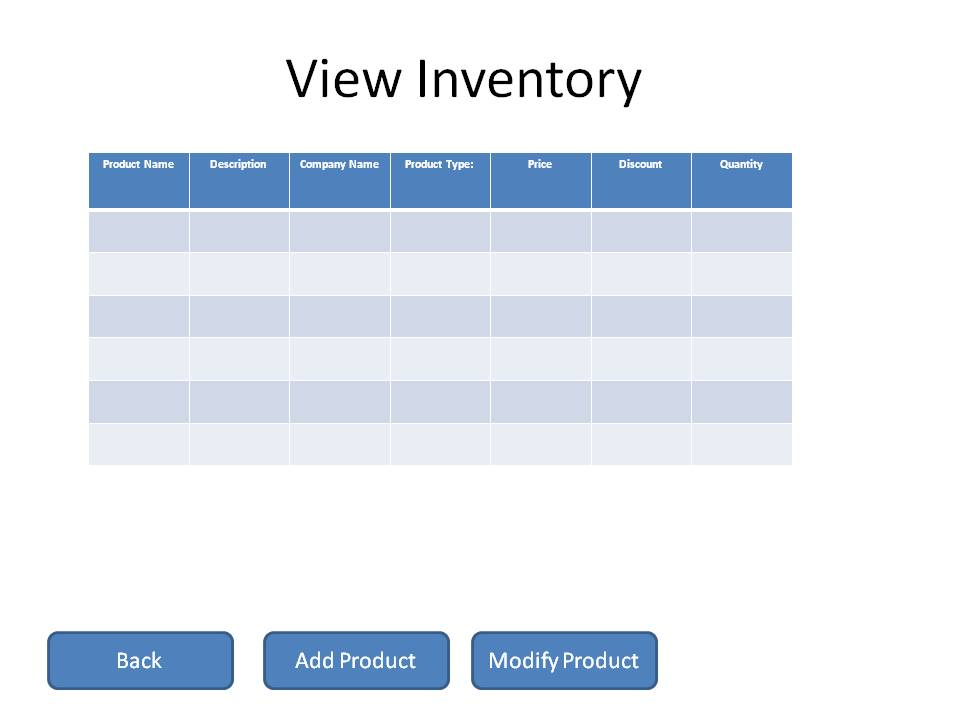 View Inventory
Product Name Description Company Name Product Type: Price Discount Quantity
Back Add Product Modify Product